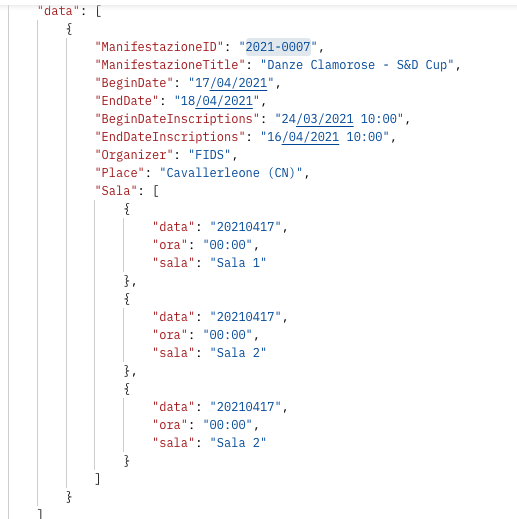 "data": [
{
"ManifestazioneID": "2021-0007",
"ManifestazioneTitle": "Danze Clamorose - S&D Cup",
"BeginDate": "17/04/2021",
"EndDate": "18/04/2021",
"BeginDateInscriptions": "24/03/2021 10:00",
"EndDateInscriptions": "16/04/2021 10:00",
"Organizer": "FIDS",
"Place": "Cavallerleone (CN)",
"Sala": [
{
"data": "20210417",
"ora": "00:00",
"sala": "Sala 1"
},
{
"data": "20210417",
"ora": "00:00",
"sala": "Sala 2"
},
{
"data": "20210417",
"ora": "00:00",
"sala": "Sala 2"
}
]
}
]